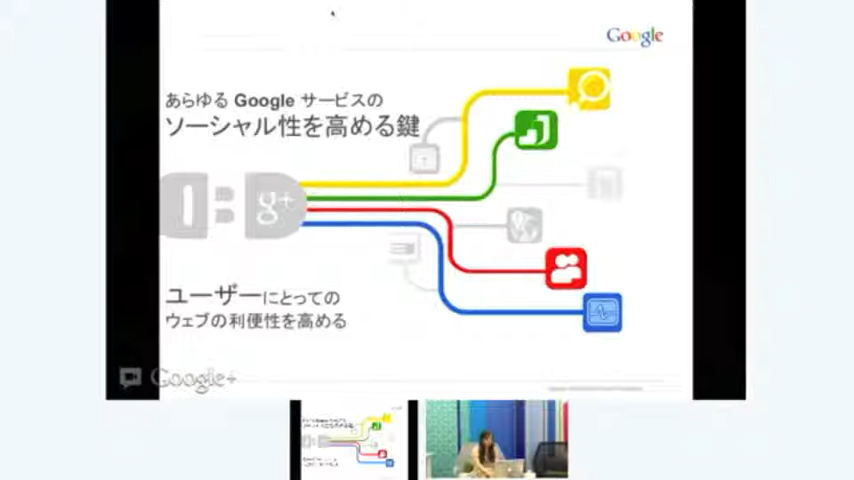 Google
あらゆる Google サービスの
ソーシャル性を高める鍵
g+
ユーザーにとっての
ウェブの利便性を高める
Google+